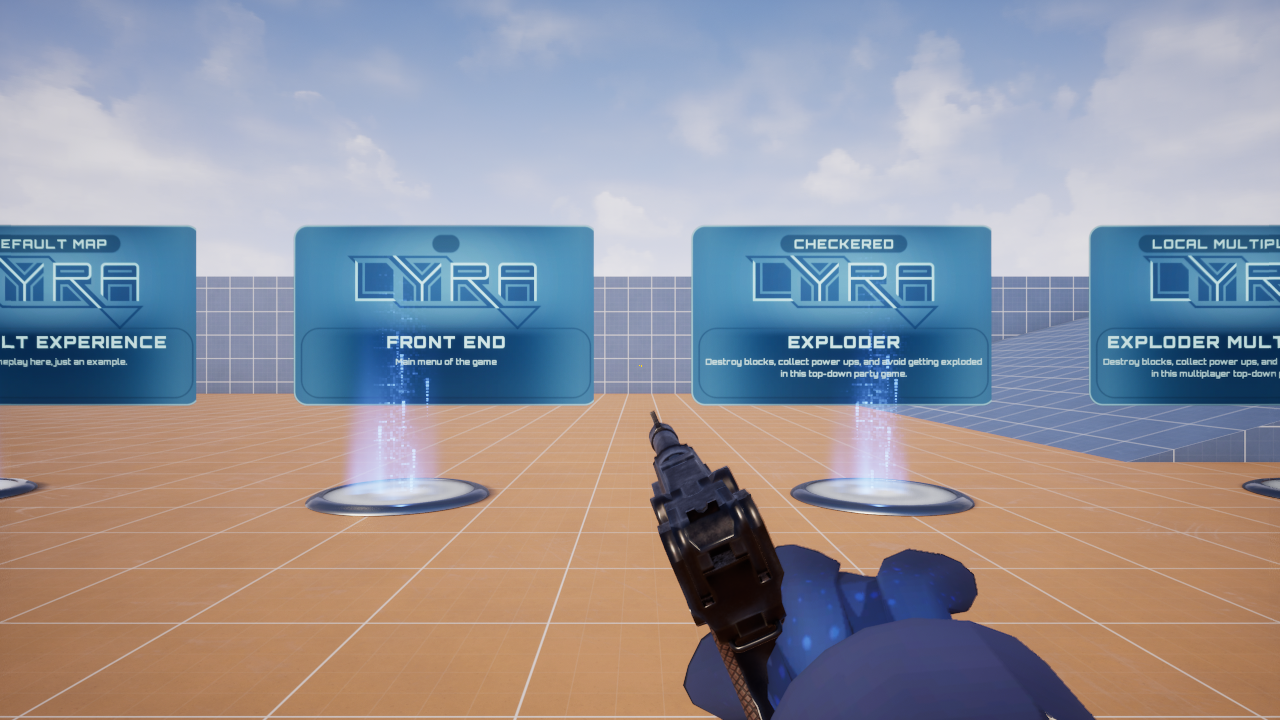 EFAULT MAP
YRA
LT EXPERIENCE
meplay here, just an example.
LYRA
FRONT END
Main menu of the game
CHECKERED
LYRA
EXPLODER
Destroy blocks, collect power ups, and avoid getting exploded
in this top-down party game.
LOCAL MULTIPL
LYR
EXPLODER MULT
Destroy blocks, collect power ups, and
in this multiplayer top-down